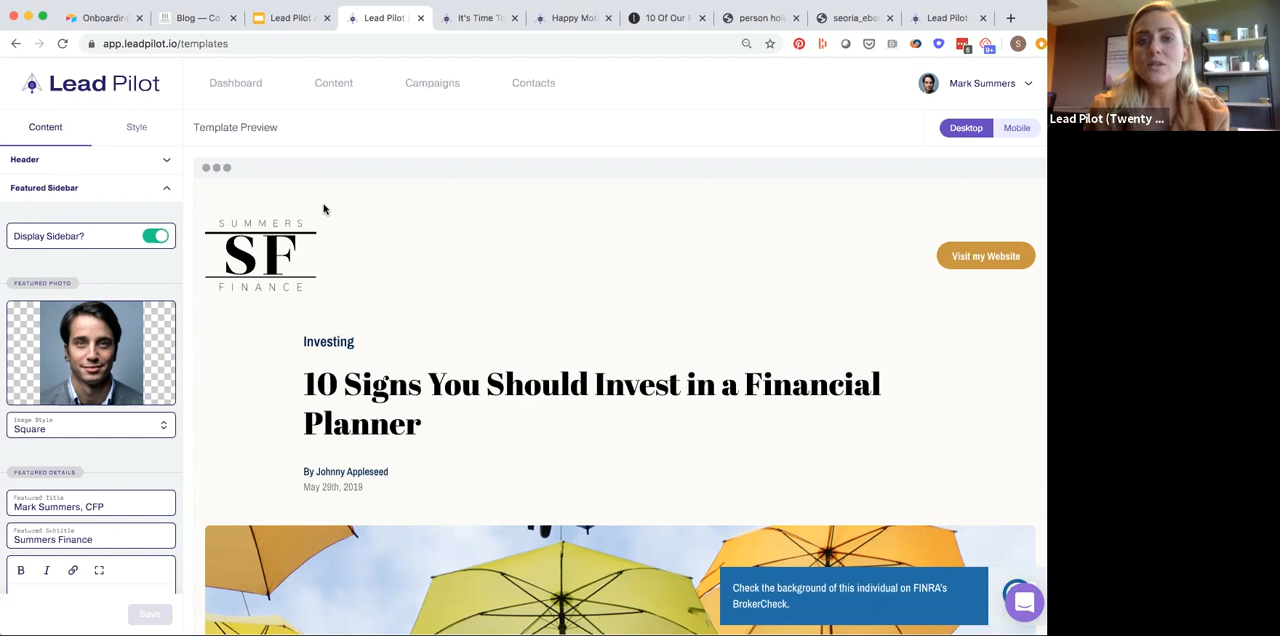 Onboarding
Blog — Co
Lead Pilot
Lead Pilot
It's Time To
Happy Mot
10 Of Our
person hol
seoria_ebo
Lead Pilot
app.leadpilot.io/templates
5
9+
S
Lead Pilot
Dashboard
Content
Campaigns
Contacts
Mark Summers
Content
Style
Template Preview
Desktop
Mobile
Header
Featured Sidebar
Display Sidebar?
FEATURED PHOTO
Image Style
Square
FEATURED DETAILS
Featured Title
Mark Summers, CFP
Featured Subtitle
Summers Finance
B I
Save
SUMMERS
SF
FINANCE
Visit my Website
Investing
10 Signs You Should Invest in a Financial
Planner
By Johnny Appleseed
May 29th, 2019
Check the background of this individual on FINRA's
BrokerCheck.
Lead Pilot (Twenty ...